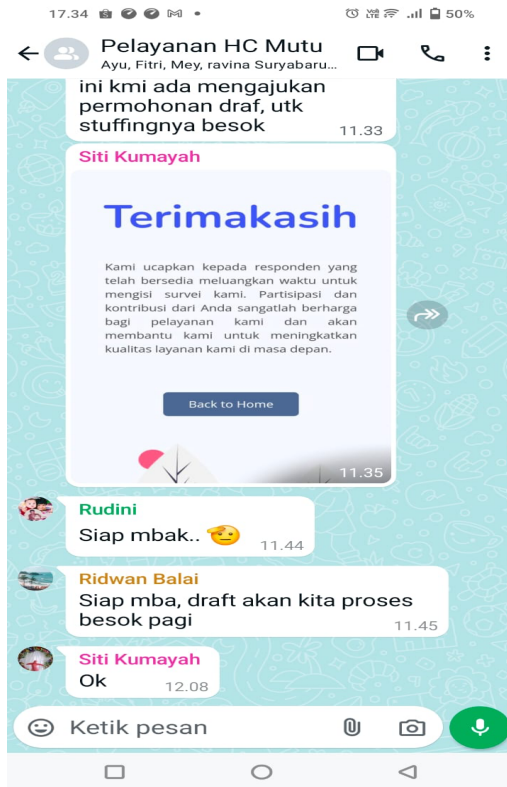 17.34
50%
Pelayanan HC Mutu
Ayu, Fitri, Mey, ravina Suryabaru...
ini kmi ada mengajukan
permohonan draf, utk
stuffingnya besok
11.33
Siti Kumayah
Terimakasih
Kami ucapkan kepada responden yang
telah bersedia meluangkan waktu untuk
mengisi survei kami. Partisipasi dan
kontribusi dari Anda sangatlah berharga
bagi pelayanan kami dan akan
membantu kami untuk meningkatkan
kualitas layanan kami di masa depan.
Back to Home
11.35
Rudini
Siap mbak.. 🫡
11.44
Ridwan Balai
Siap mba, draft akan kita proses
besok pagi
11.45
Siti Kumayah
Ok
12.08
Ketik pesan